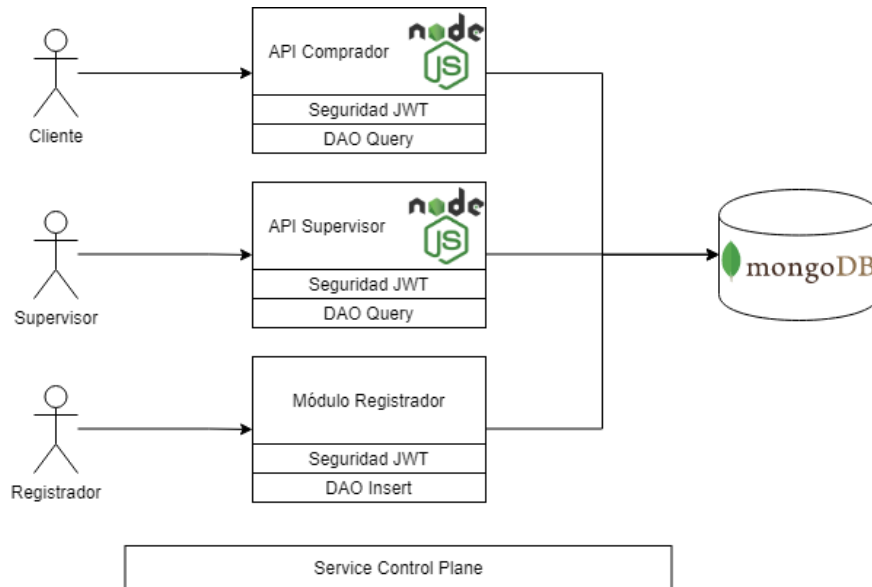 node
JS
API Comprador
Seguridad JWT
DAO Query
Cliente
node
JS
API Supervisor
Seguridad JWT
DAO Query
Supervisor
mongoDB
Módulo Registrador
Seguridad JWT
DAO Insert
Registrador
Service Control Plane